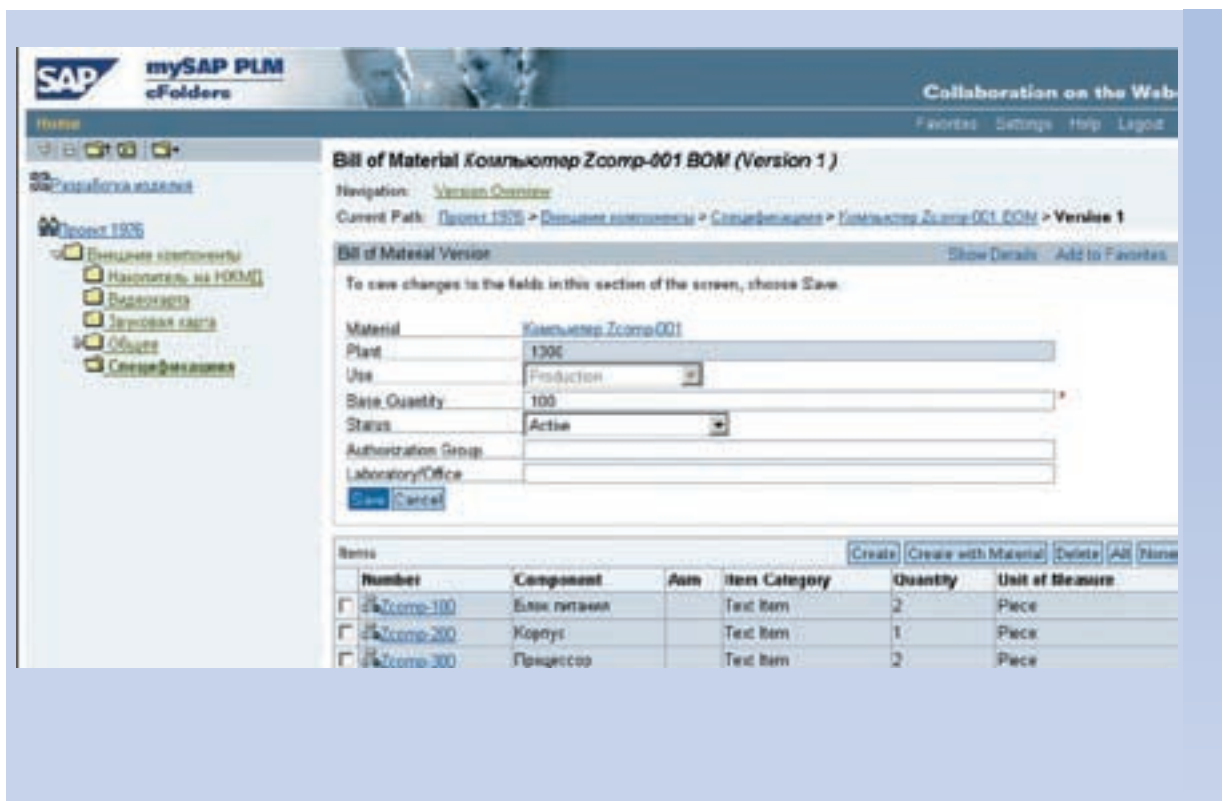 SAP
mySAP PLM
cFolders
Collaboration on the Web
Home
Favorites Settings Help Logout
Разработка изделия
Проект 1926
Внешние компоненты
Накопитель на НЖМД
Видеокарта
Звуковая карта
Общее
Спецификация
Bill of Material Компьютер Zcomp-001 BOM (Version 1 )
Navigation: Version Overview
Current Path: Проект 1926 > Внешние компоненты > Спецификация > Компьютер Zcomp-001 BOM > Version 1
Bill of Material Version
Show Details Add to Favorites
To save changes to the fields in this section of the screen, choose Save.
Material Компьютер Zcomp-001
Plant 1300
Use Production
Base Quantity 100 *
Status Active
Authorization Group
Laboratory/Office
Save Cancel
Items
Create Create with Material Delete All None
Number Component Asm Item Category Quantity Unit of Measure
Zcomp-100 Блок питания Text Item 2 Piece
Zcomp-200 Корпус Text Item 1 Piece
Zcomp-300 Процессор Text Item 2 Piece